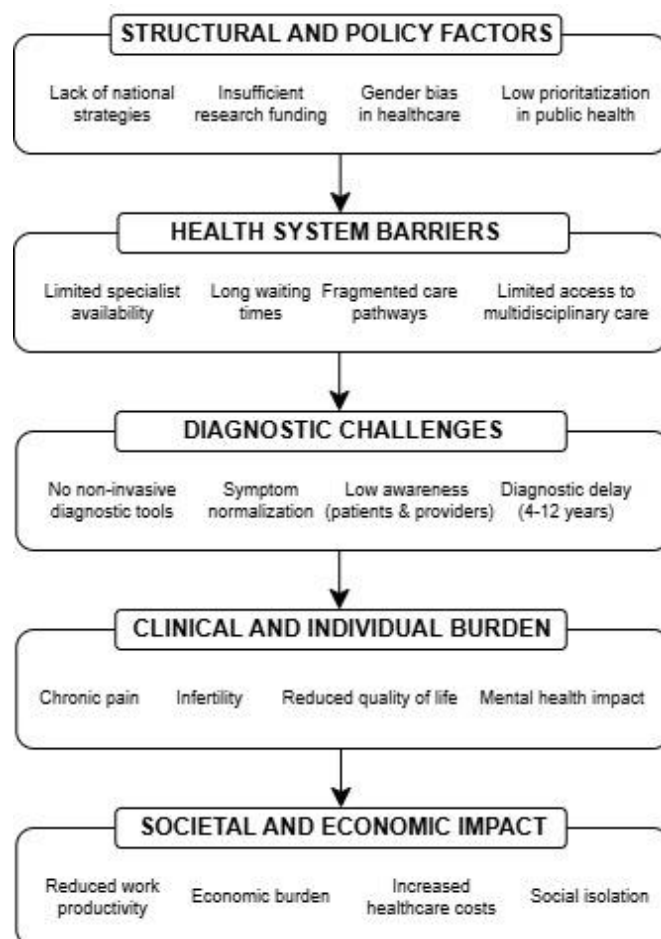 STRUCTURAL AND POLICY FACTORS
Lack of national strategies
Insufficient research funding
Gender bias in healthcare
Low prioritatization in public health
HEALTH SYSTEM BARRIERS
Limited specialist availability
Long waiting times
Fragmented care pathways
Limited access to multidisciplinary care
DIAGNOSTIC CHALLENGES
No non-invasive diagnostic tools
Symptom normalization
Low awareness (patients & providers)
Diagnostic delay (4-12 years)
CLINICAL AND INDIVIDUAL BURDEN
Chronic pain
Infertility
Reduced quality of life
Mental health impact
SOCIETAL AND ECONOMIC IMPACT
Reduced work productivity
Economic burden
Increased healthcare costs
Social isolation